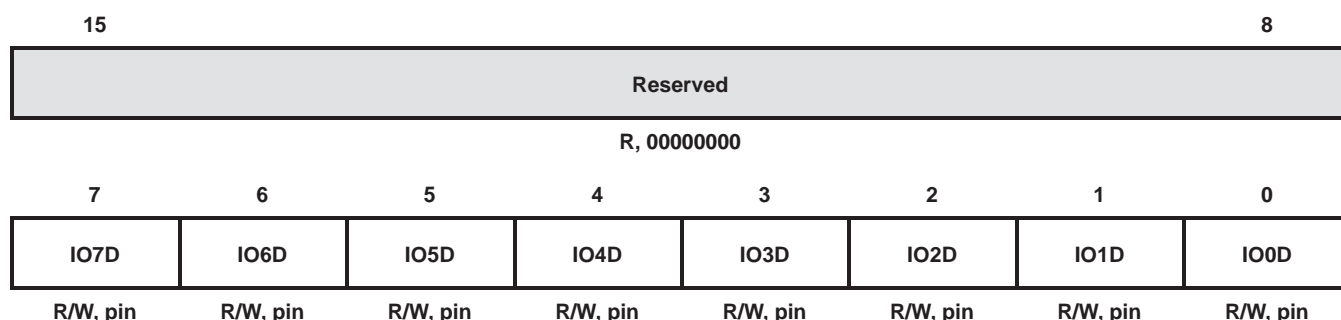 15 8
Reserved
R, 00000000
7 6 5 4 3 2 1 0
IO7D IO6D IO5D IO4D IO3D IO2D IO1D IO0D
R/W, pin R/W, pin R/W, pin R/W, pin R/W, pin R/W, pin R/W, pin R/W, pin